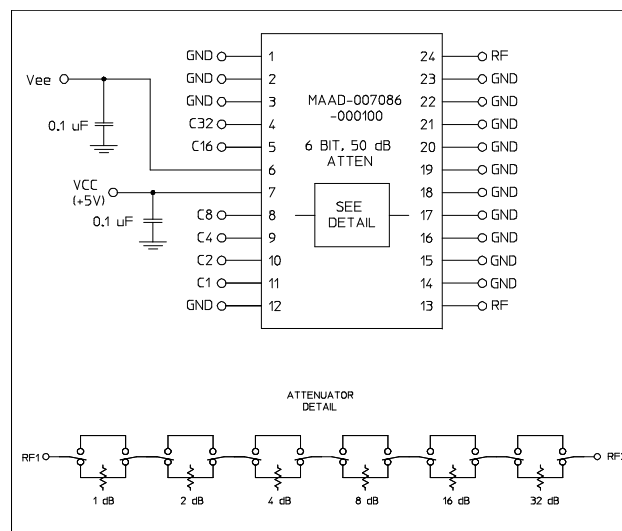 GND 1 24 RF
Vee GND 2 23 GND
GND 3 MAAD-007086 22 GND
0.1 uF C32 4 -000100 21 GND
C16 5 6 BIT, 50 dB 20 GND
6 ATTEN 19 GND
VCC 7 18 GND
(+5V)
0.1 uF C8 8 SEE 17 GND
C4 9 DETAIL 16 GND
C2 10 15 GND
C1 11 14 GND
GND 12 13 RF
ATTENUATOR
DETAIL
RF1
1 dB 2 dB 4 dB 8 dB 16 dB 32 dB